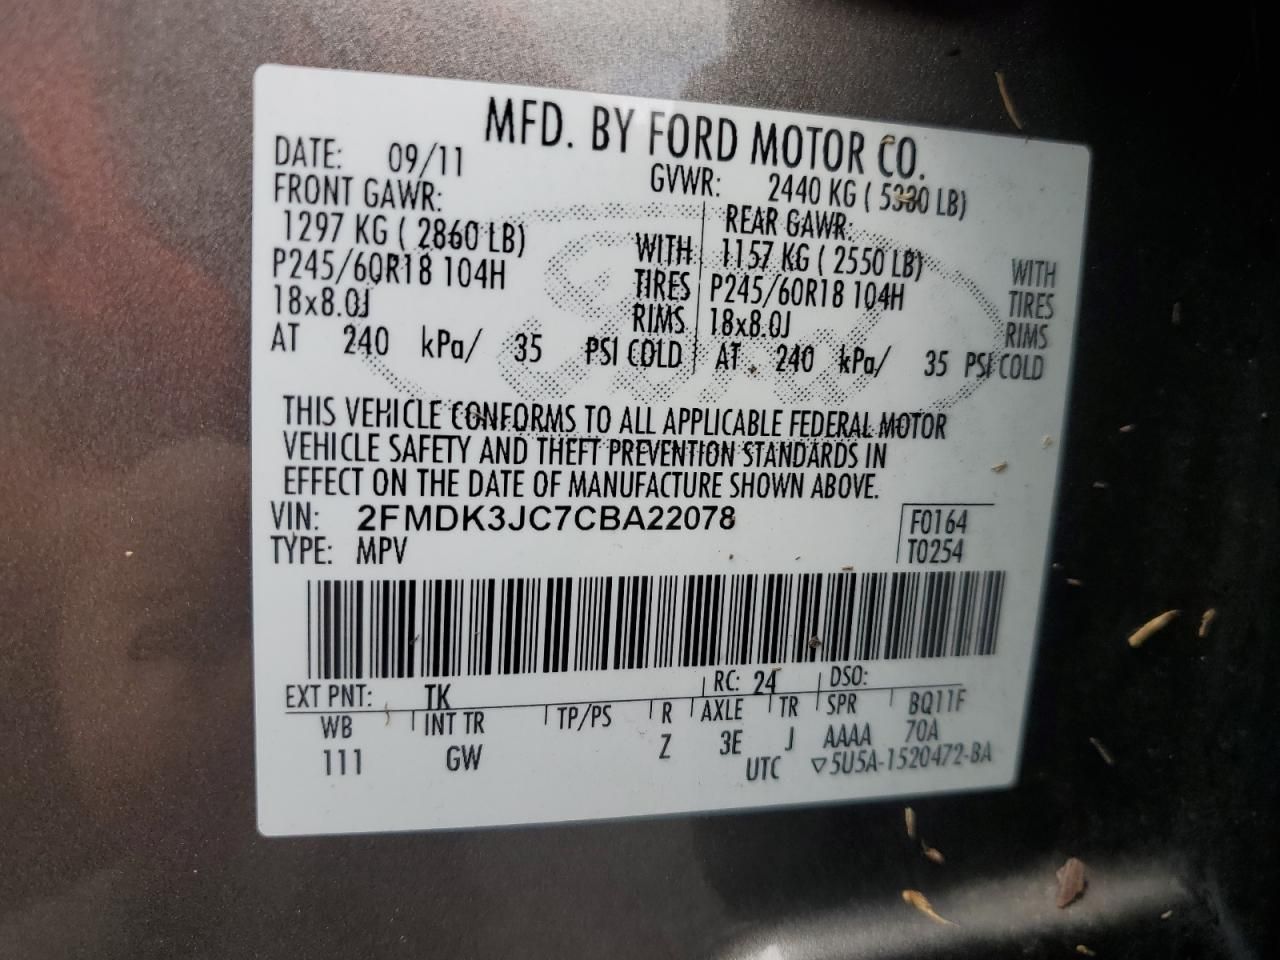 MFD. BY FORD MOTOR CO.
DATE: 09/11 GVWR: 2440 KG ( 5380 LB)
FRONT GAWR: REAR GAWR:
1297 KG ( 2860 LB) WITH 1157 KG ( 2550 LB) WITH
P245/60R18 104H TIRES P245/60R18 104H TIRES
18x8.0J RIMS 18x8.0J RIMS
AT 240 kPa/ 35 PSI COLD AT 240 kPa/ 35 PSI COLD
THIS VEHICLE CONFORMS TO ALL APPLICABLE FEDERAL MOTOR
VEHICLE SAFETY AND THEFT PREVENTION STANDARDS IN
EFFECT ON THE DATE OF MANUFACTURE SHOWN ABOVE.
VIN: 2FMDK3JC7CBA22078 F0164
TYPE: MPV T0254
EXT PNT: TK RC: 24 DSO:
WB INT TR TP/PS R AXLE TR SPR BQ11F
111 GW Z 3E J AAAA 70A
UTC ▽5U5A-1520472-BA